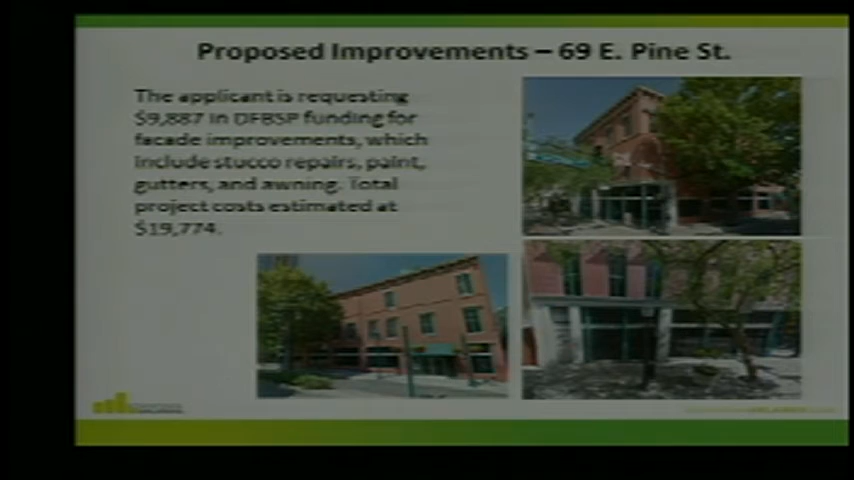 Proposed Improvements – 69 E. Pine St.
The applicant is requesting
$9,887 in DFBSP funding for
facade improvements, which
include stucco repairs, paint,
gutters, and awning. Total
project costs estimated at
$19,774.